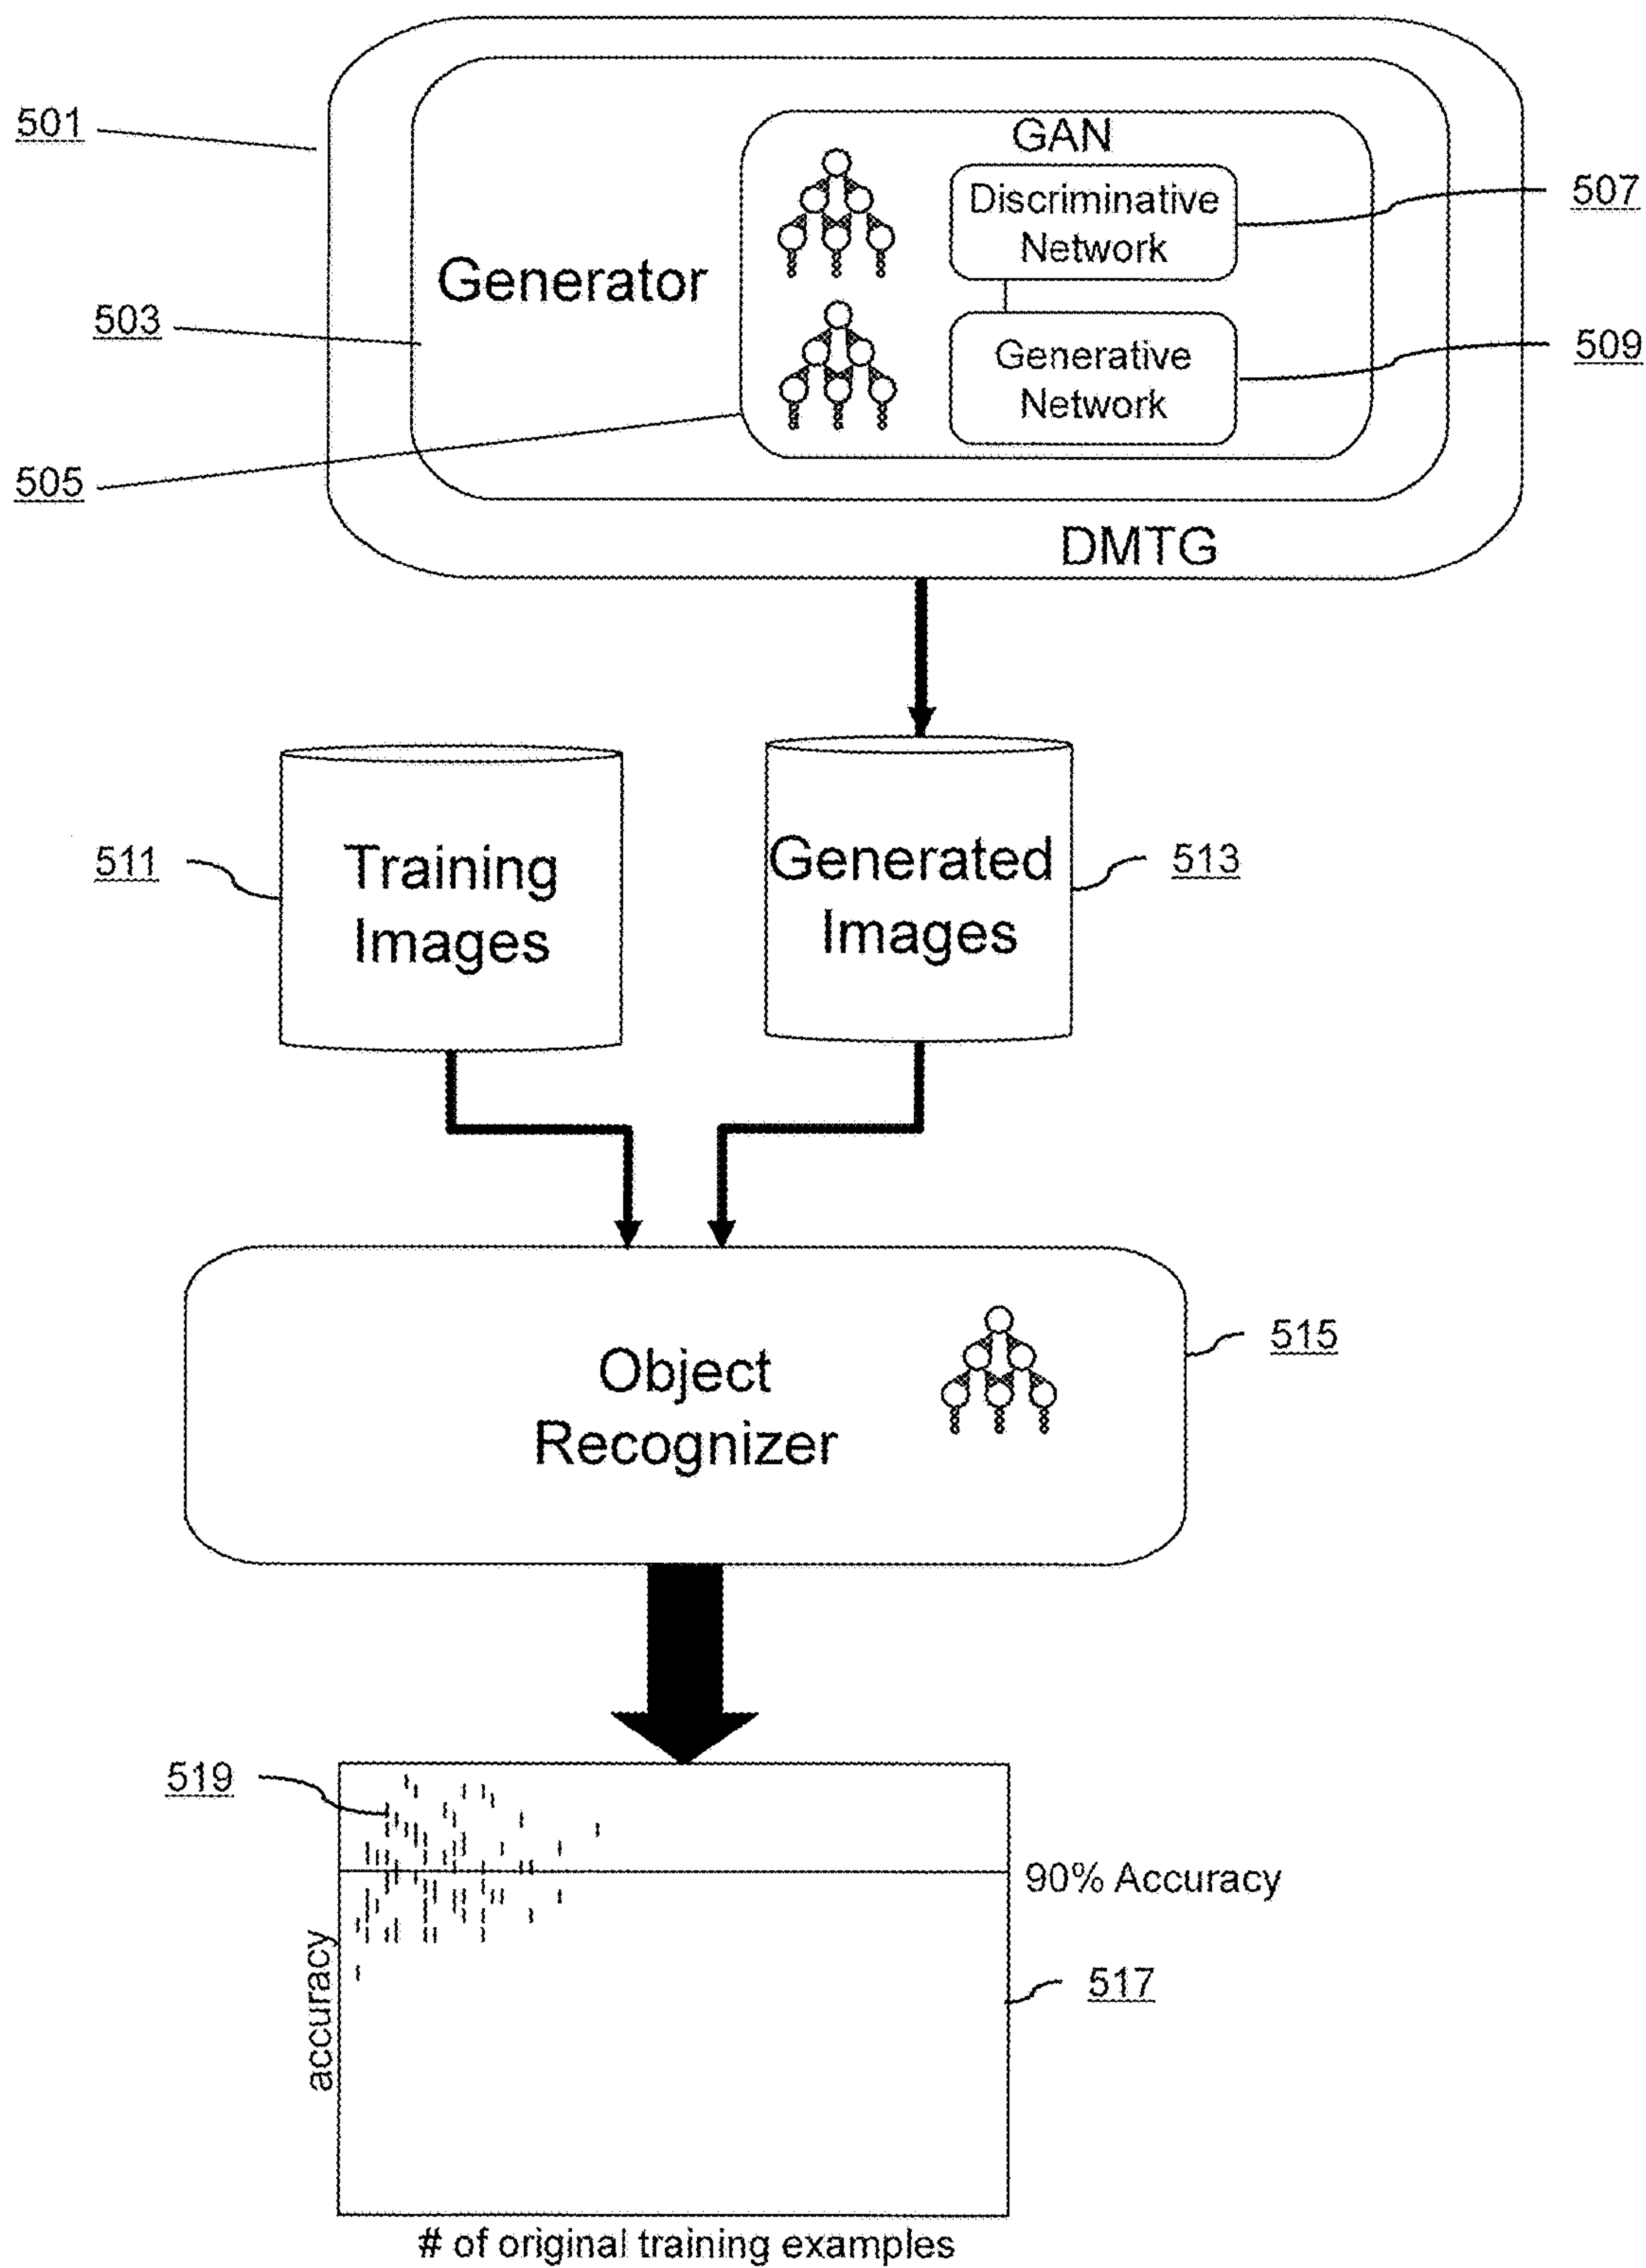 501
GAN
Discriminative
Network
507
Generator
503
Generative
Network
509
505
DMTG
511
Training
Images
Generated
Images
513
Object
Recognizer
515
519
90% Accuracy
accuracy
517
# of original training examples